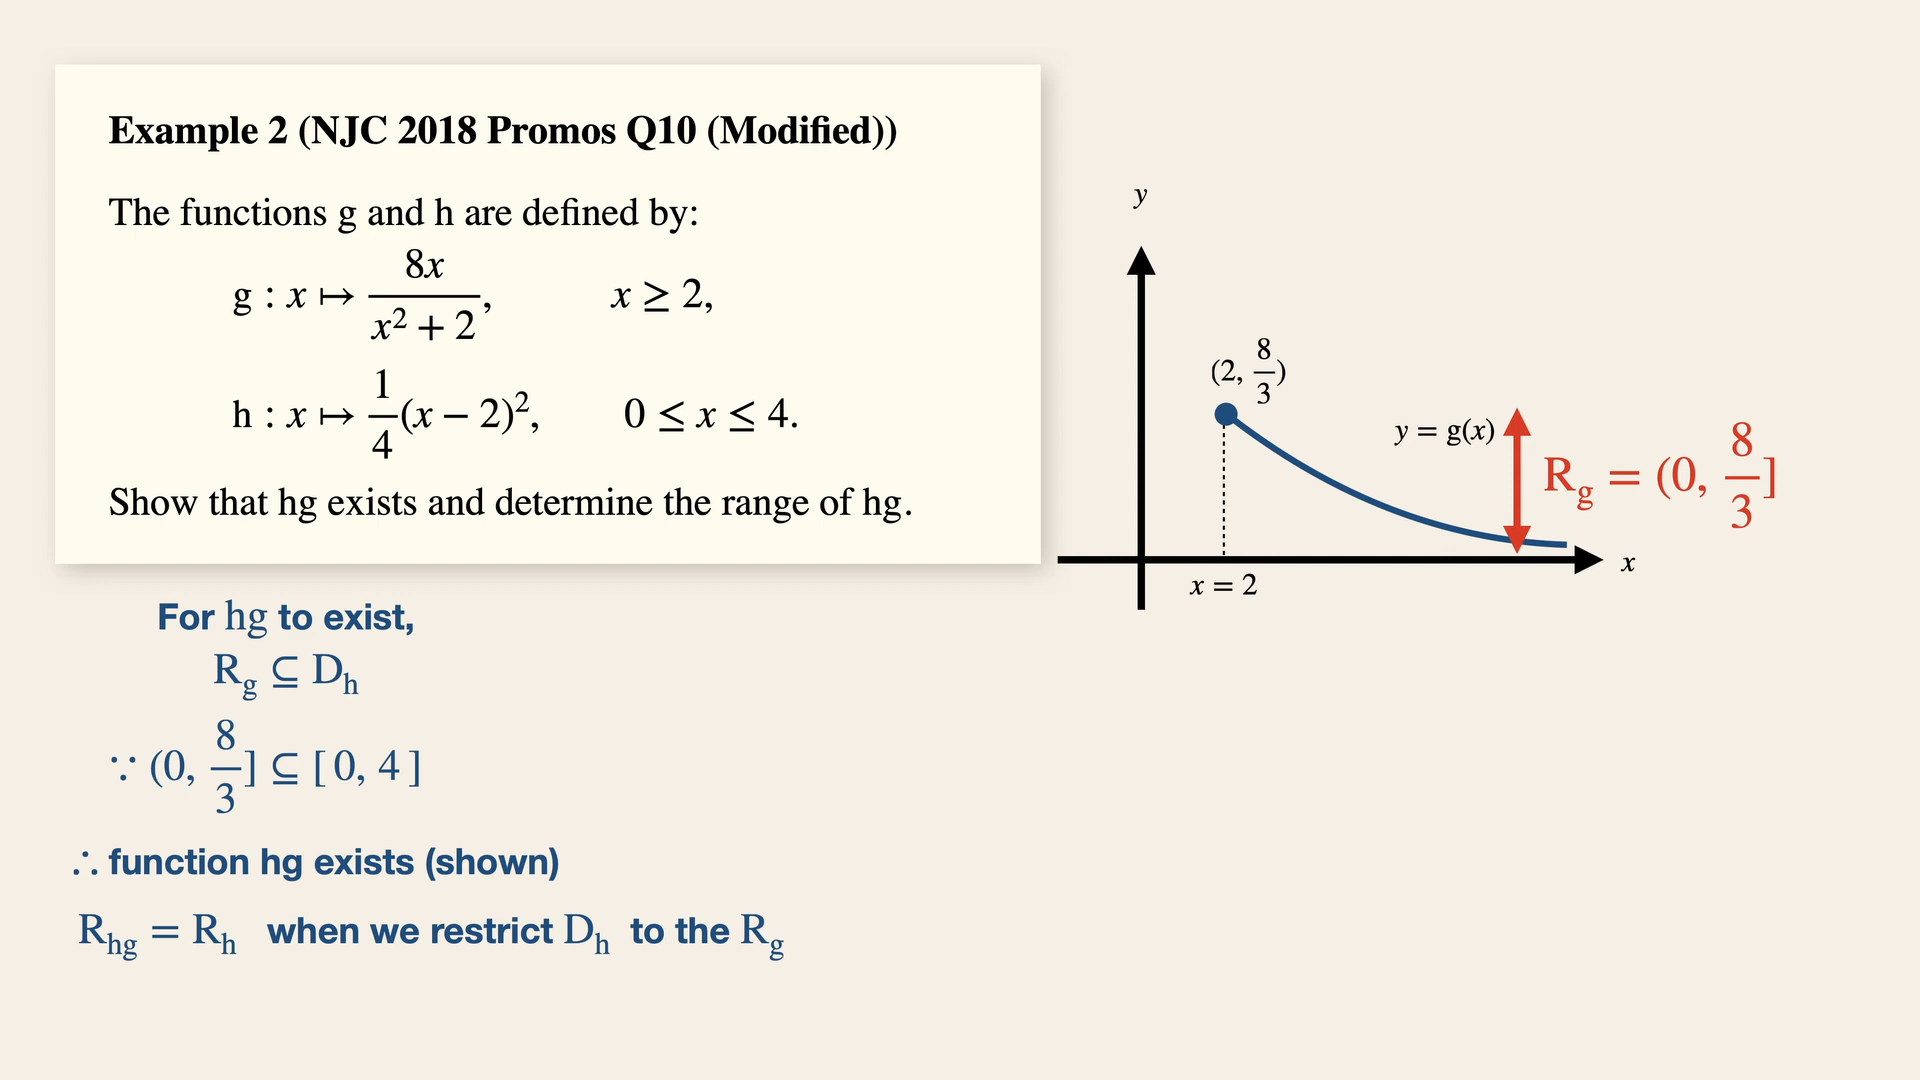 Example 2 (NJC 2018 Promos Q10 (Modified))
The functions g and h are defined by:
g : x ↦ 8x / (x² + 2), x ≥ 2,
h : x ↦ 1/4 (x − 2)², 0 ≤ x ≤ 4.
Show that hg exists and determine the range of hg.
For hg to exist,
R_g ⊆ D_h
∵ (0, 8/3] ⊆ [ 0, 4 ]
∴ function hg exists (shown)
R_hg = R_h when we restrict D_h to the R_g
y
(2, 8/3)
y = g(x)
R_g = (0, 8/3]
x
x = 2